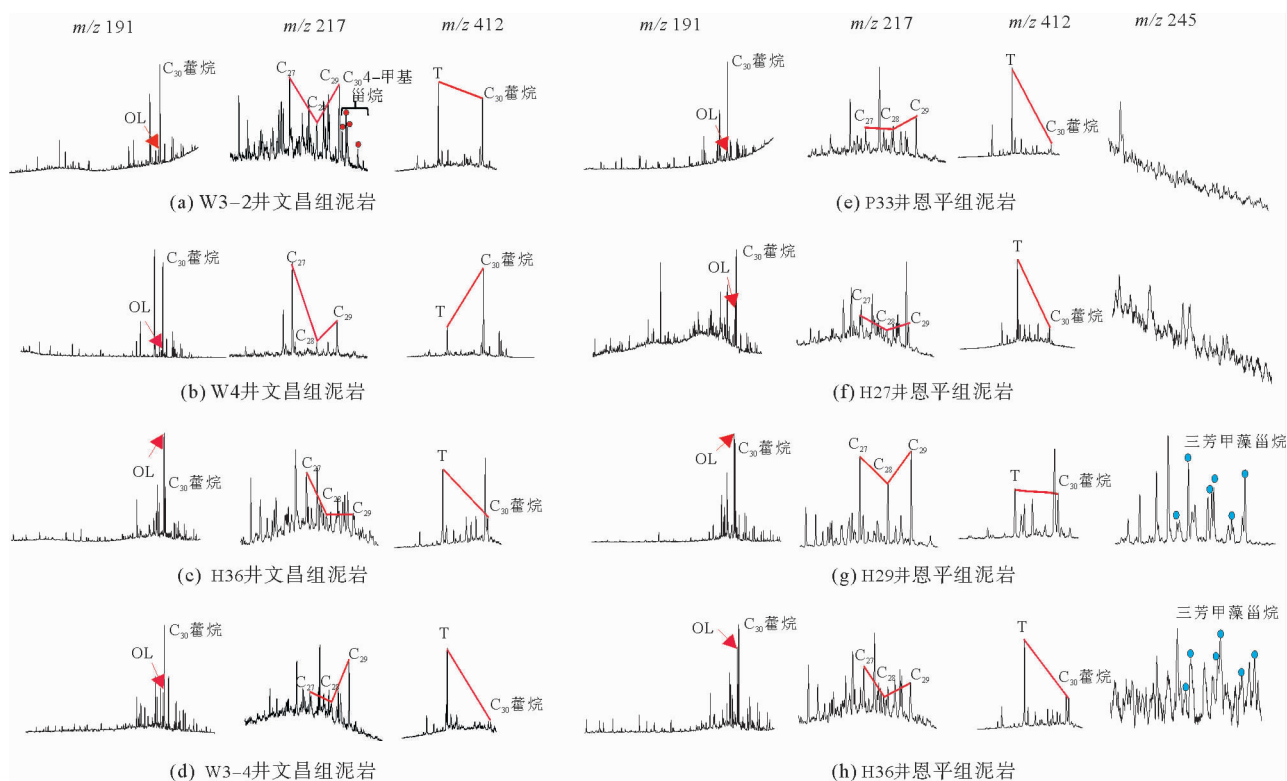 m/z 191
m/z 217
m/z 412
m/z 191
m/z 217
m/z 412
m/z 245
OL
C₃₀藿烷
C₂₇
C₂₈
C₂₉
C₃₀4-甲基
甾烷
T
C₃₀藿烷
(a) W3-2井文昌组泥岩
OL
C₃₀藿烷
C₂₇
C₂₈
C₂₉
T
C₃₀藿烷
(e) P33井恩平组泥岩
OL
C₃₀藿烷
C₂₇
C₂₈
C₂₉
T
C₃₀藿烷
(b) W4井文昌组泥岩
OL
C₃₀藿烷
C₂₇
C₂₈
C₂₉
T
C₃₀藿烷
(f) H27井恩平组泥岩
OL
C₃₀藿烷
C₂₇
C₂₈
C₂₉
T
C₃₀藿烷
(c) H36井文昌组泥岩
OL
C₃₀藿烷
C₂₇
C₂₈
C₂₉
T
C₃₀藿烷
三芳甲藻甾烷
(g) H29井恩平组泥岩
OL
C₃₀藿烷
C₂₇
C₂₈
C₂₉
T
C₃₀藿烷
(d) W3-4井文昌组泥岩
OL
C₃₀藿烷
C₂₇
C₂₈
C₂₉
T
C₃₀藿烷
三芳甲藻甾烷
(h) H36井恩平组泥岩